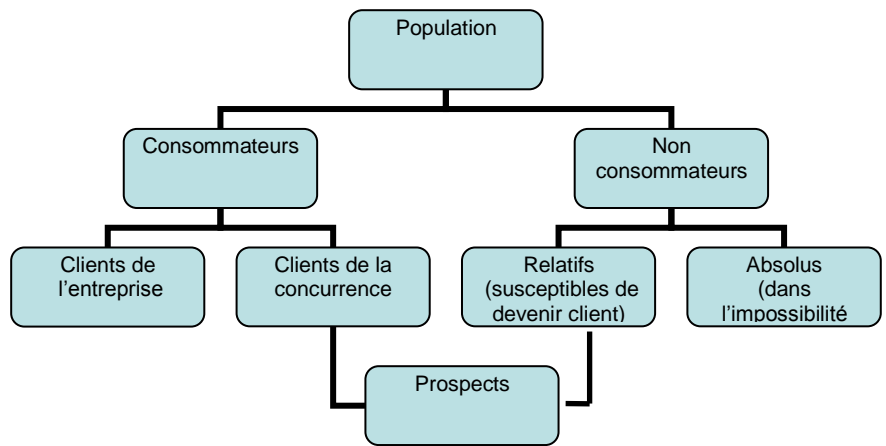 Population
Consommateurs
Non
consommateurs
Clients de
l'entreprise
Clients de la
concurrence
Relatifs
(susceptibles de
devenir client)
Absolus
(dans
l'impossibilité
Prospects